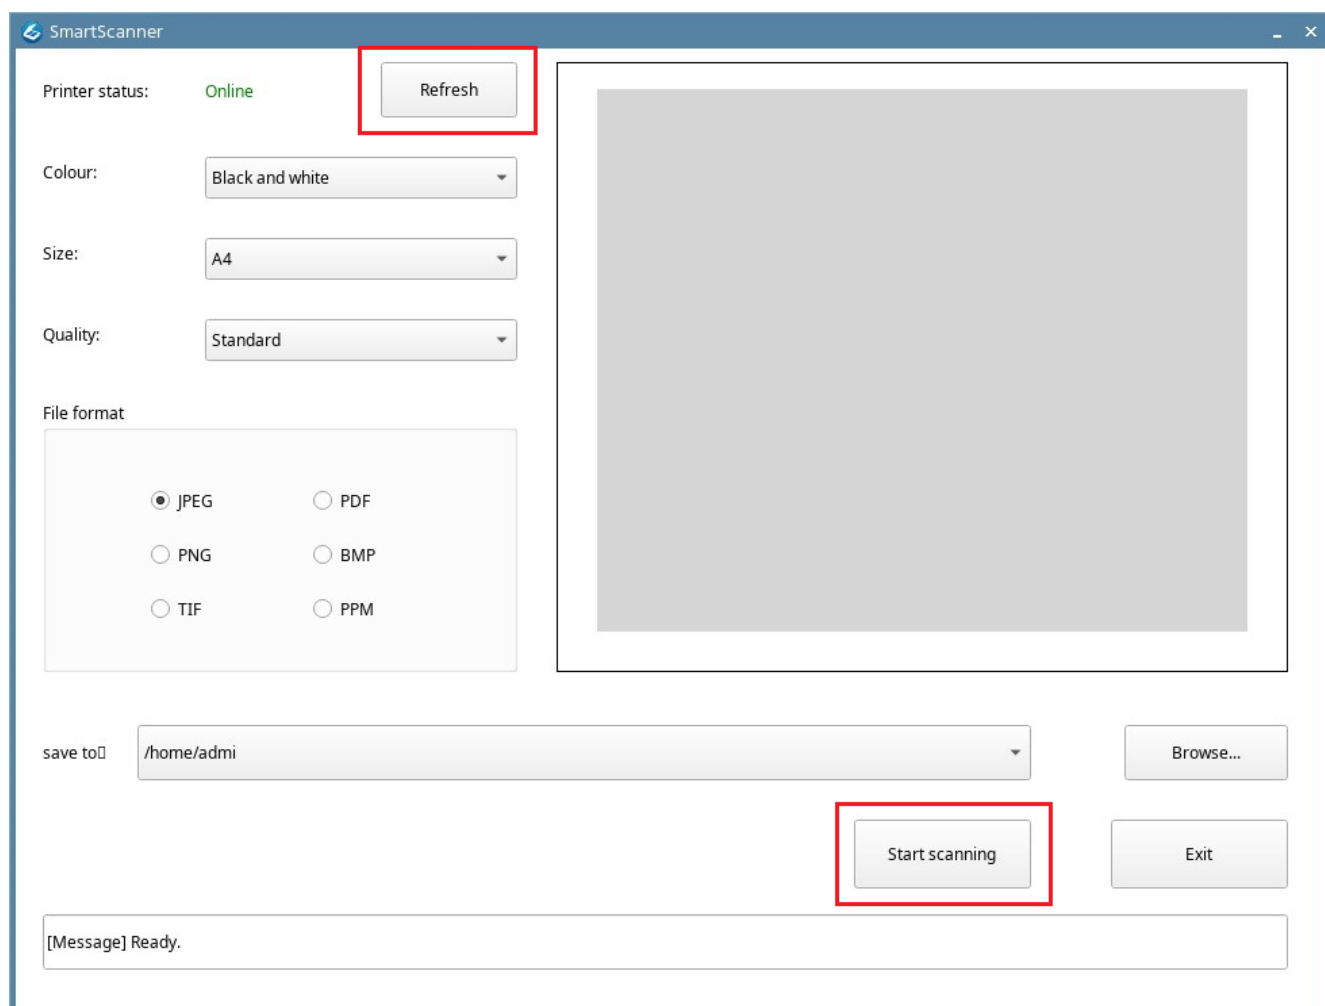 SmartScanner
Printer status: Online Refresh
Colour: Black and white
Size: A4
Quality: Standard
File format
JPEG PDF
PNG BMP
TIF PPM
save to▯ /home/admi Browse...
Start scanning Exit
[Message] Ready.